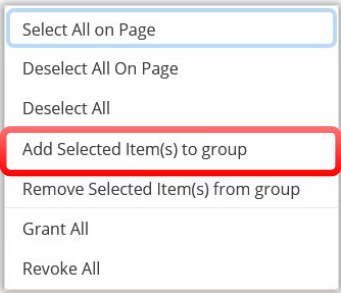 Select All on Page
Deselect All On Page
Deselect All
Add Selected Item(s) to group
Remove Selected Item(s) from group
Grant All
Revoke All